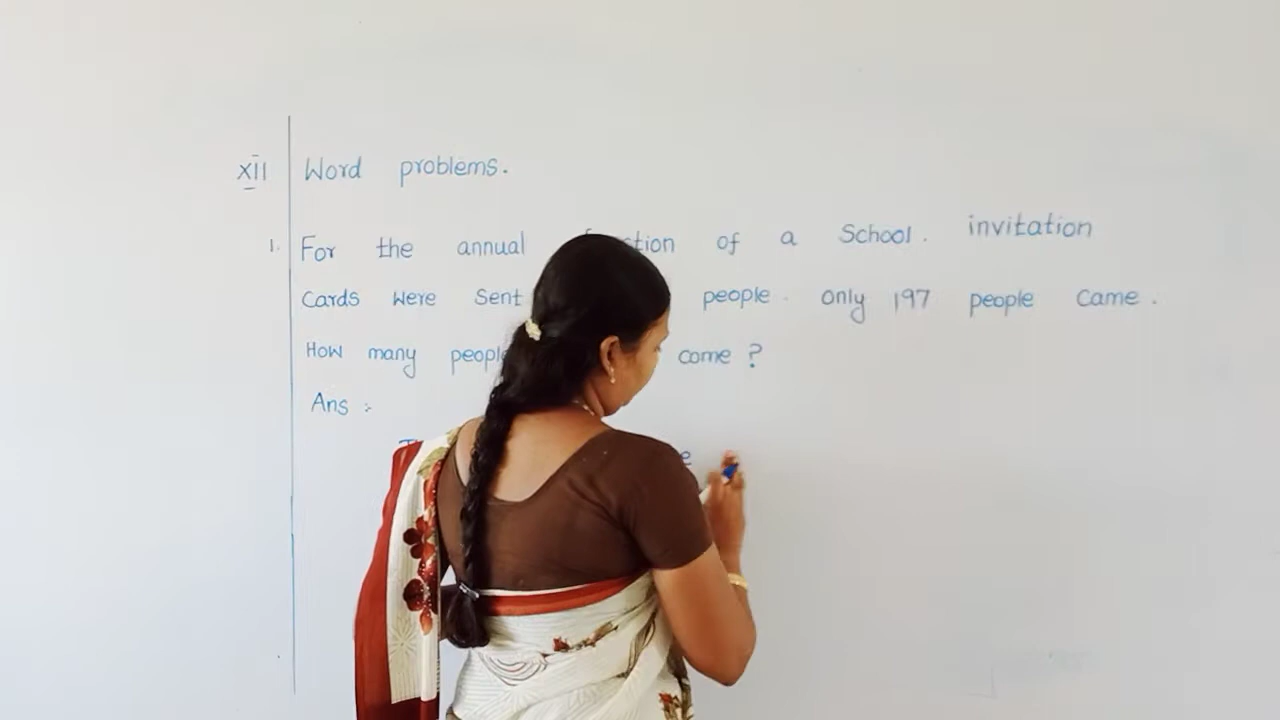 XII Word problems.
1. For the annual of a School. invitation
Cards were Sent people. only 197 people Came.
How many people come ?
Ans :-